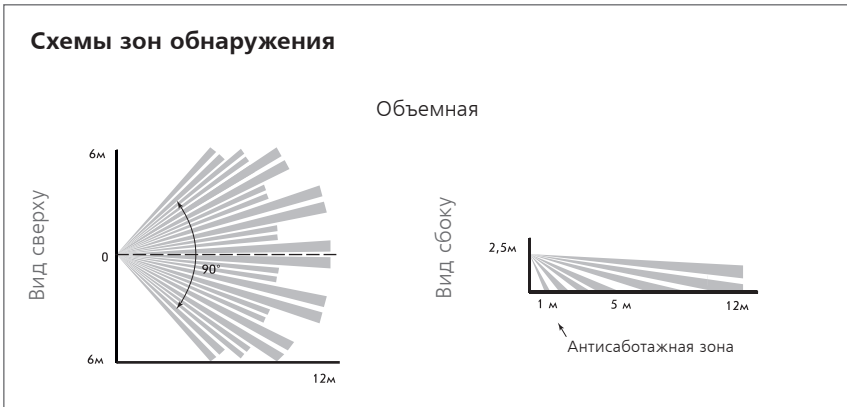 Схемы зон обнаружения
Объемная
Вид сверху
6м
0
90°
6м
12м
Вид сбоку
2,5м
1 м
5 м
12м
Антисаботажная зона